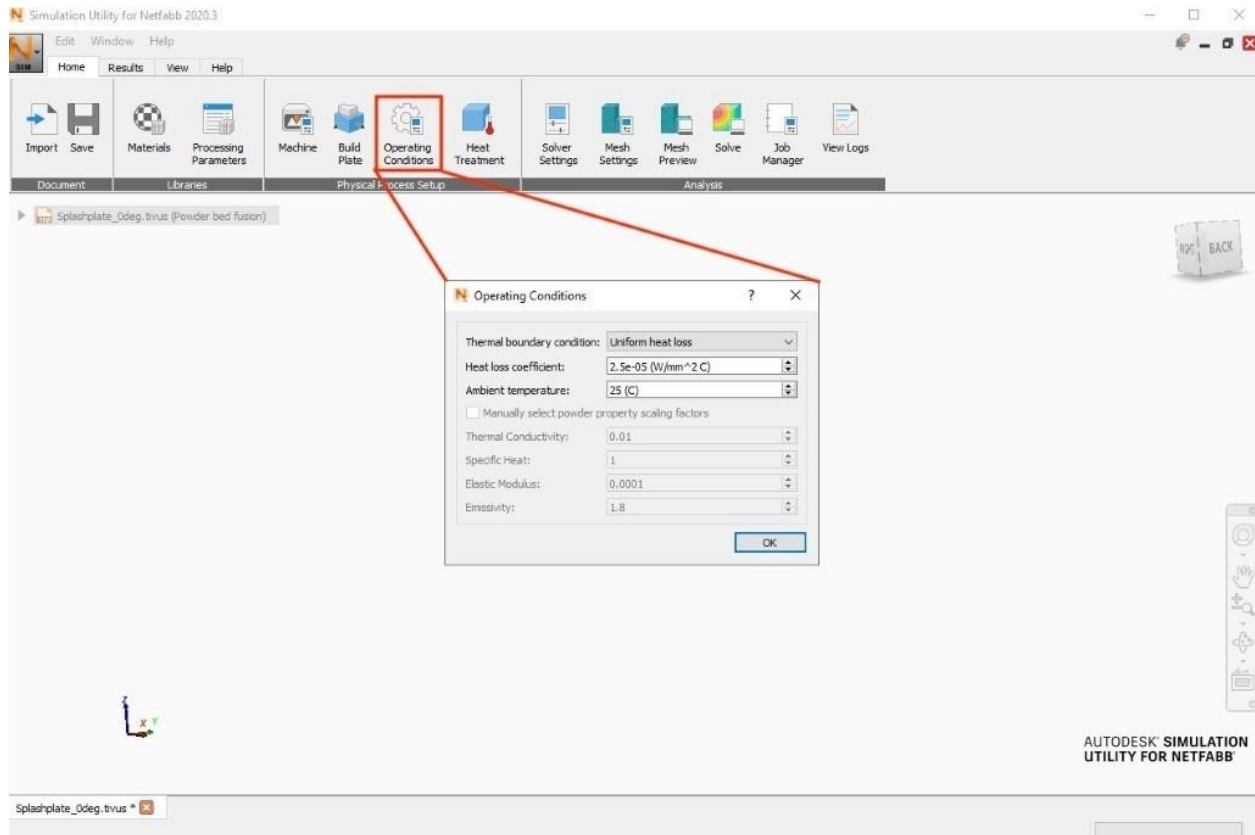 Simulation Utility for Netfabb 2020.3
Edit Window Help
SIM
Home Results View Help
Import Save Materials Processing Parameters Machine Build Plate Operating Conditions Heat Treatment Solver Settings Mesh Settings Mesh Preview Solve Job Manager View Logs
Document Libraries Physical Process Setup Analysis
Splashplate_0deg.tivus (Powder bed fusion)
BACK
Operating Conditions ? X
Thermal boundary condition: Uniform heat loss
Heat loss coefficient: 2.5e-05 (W/mm^2 C)
Ambient temperature: 25 (C)
Manually select powder property scaling factors
Thermal Conductivity: 0.01
Specific Heat: 1
Elastic Modulus: 0.0001
Emissivity: 1.8
OK
Z
X Y
AUTODESK® SIMULATION
UTILITY FOR NETFABB®
Splashplate_0deg.tivus *